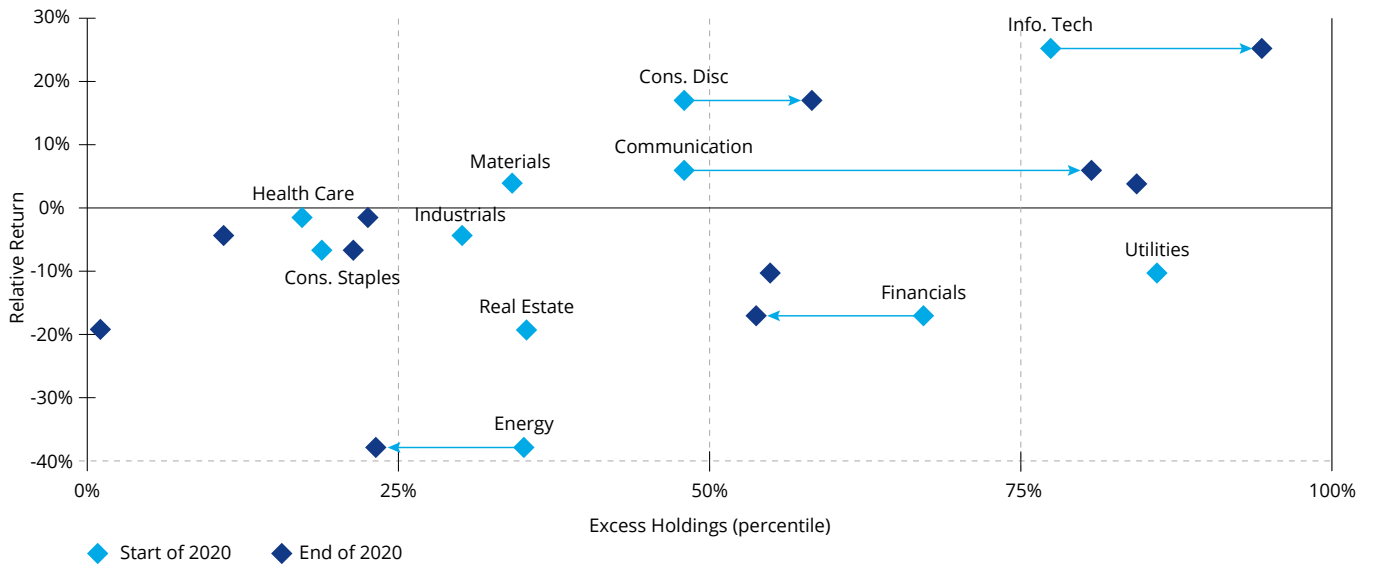 30%
Info. Tech
20%
Cons. Disc
10%
Communication
Materials
Health Care
0%
Industrials
Relative Return
Utilities
-10%
Cons. Staples
Financials
Real Estate
-20%
-30%
Energy
-40%
0%
25%
50%
75%
100%
Excess Holdings (percentile)
Start of 2020
End of 2020